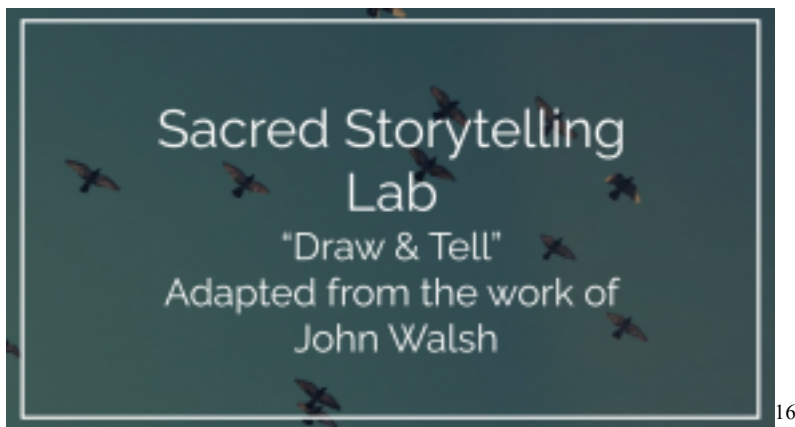 Sacred Storytelling
Lab
“Draw & Tell”
Adapted from the work of
John Walsh
16